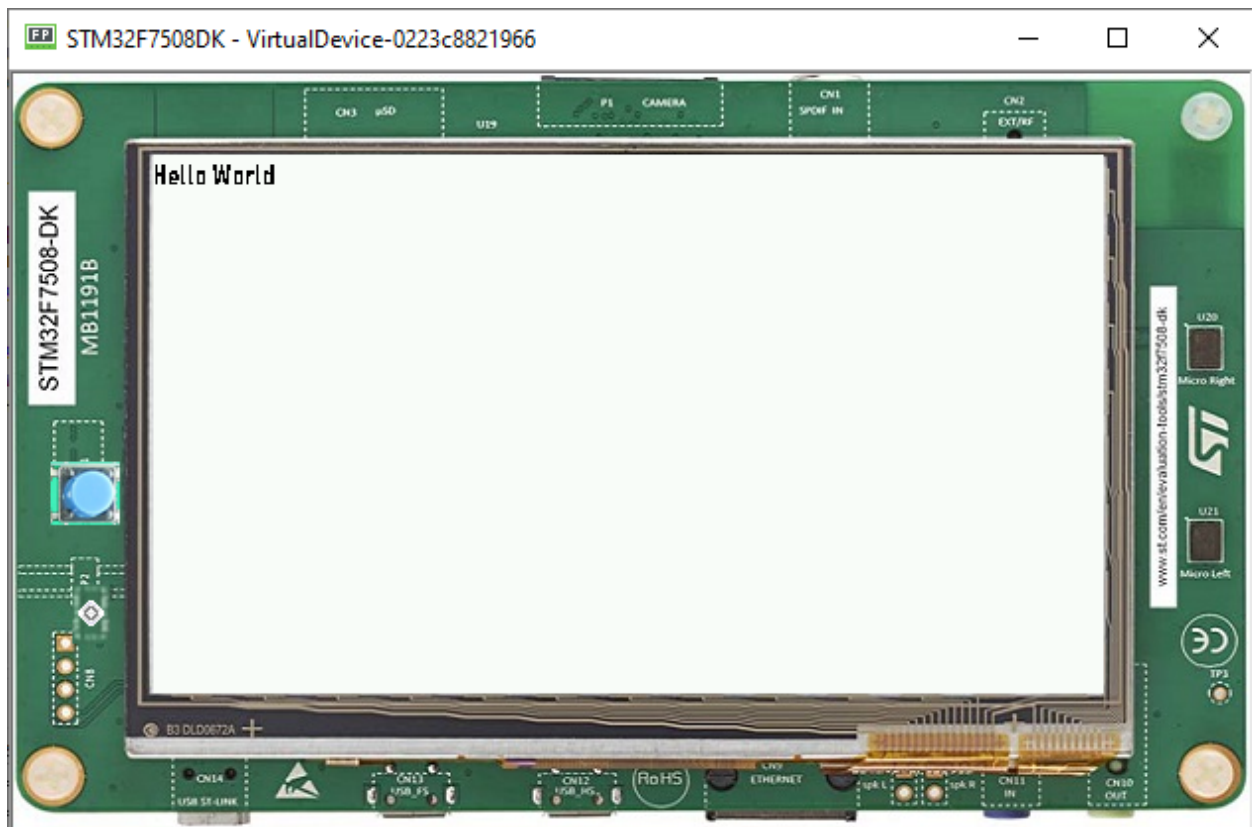 STM32F7508DK - VirtualDevice-0223c8821966
CN3 µSD
U19
P1 CAMERA
CN1
SPDIF IN
CN2
EXT/RF
Hello World
STM32F7508-DK
MB1191B
www.st.com/en/evaluation-tools/stm32f7508-dk
U20
Micro Right
U21
Micro Left
P2
CN8
TP3
B3 DLD0672A
CN14
USB ST-LINK
CN13
USB_FS
CN12
USB_HS
RoHS
CN9
ETHERNET
spk L
spk R
CN11
IN
CN10
OUT